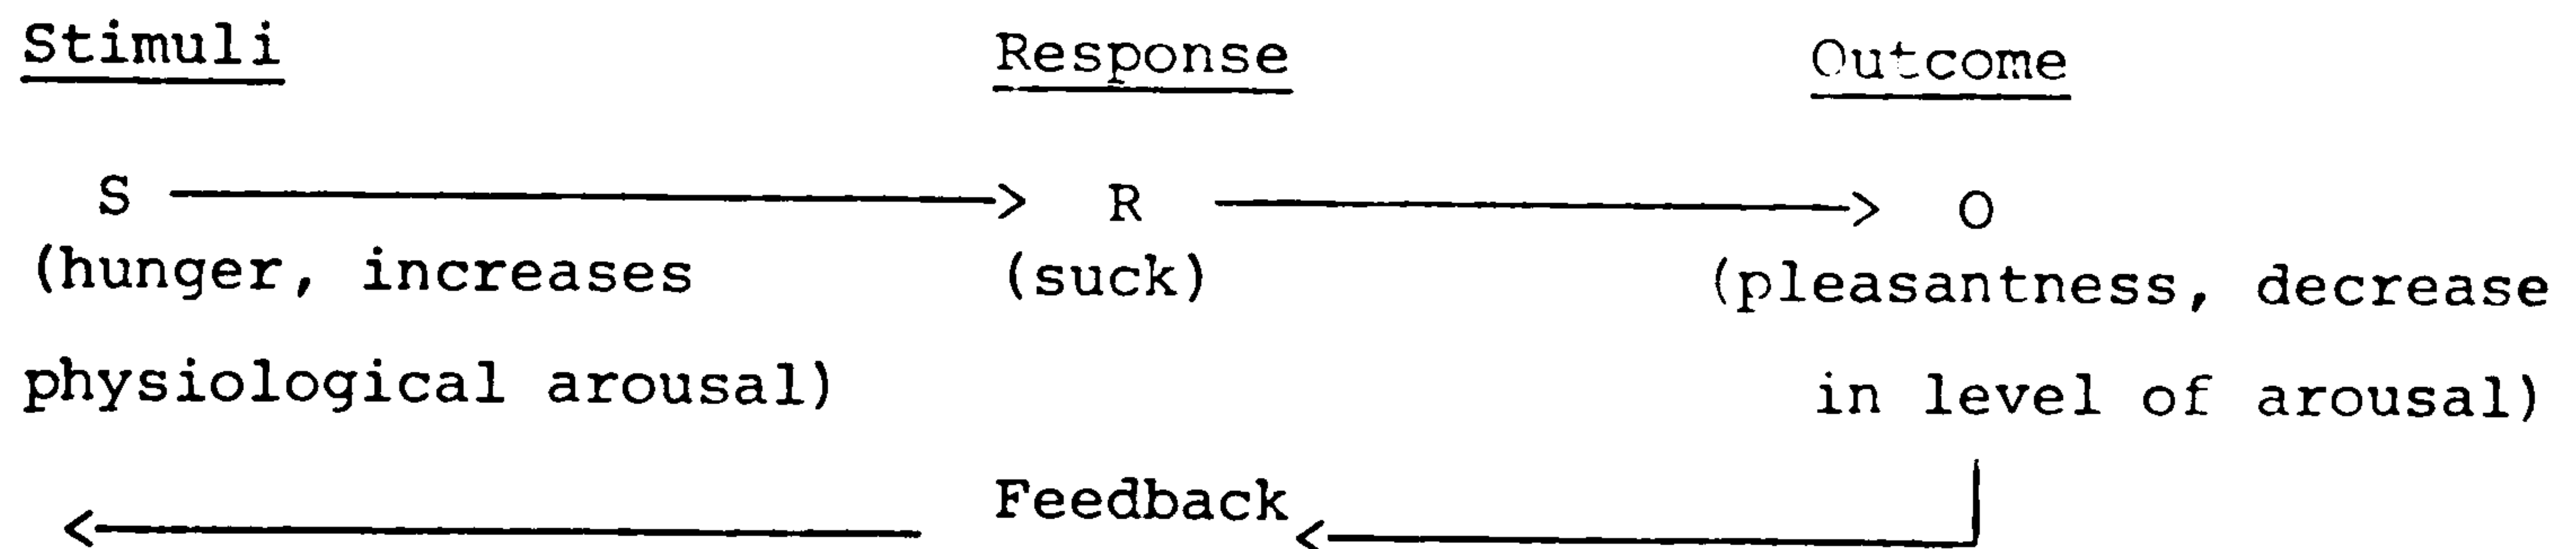 Stimuli Response Outcome
S R O
(hunger, increases (suck) (pleasantness, decrease
physiological arousal) in level of arousal)
Feedback